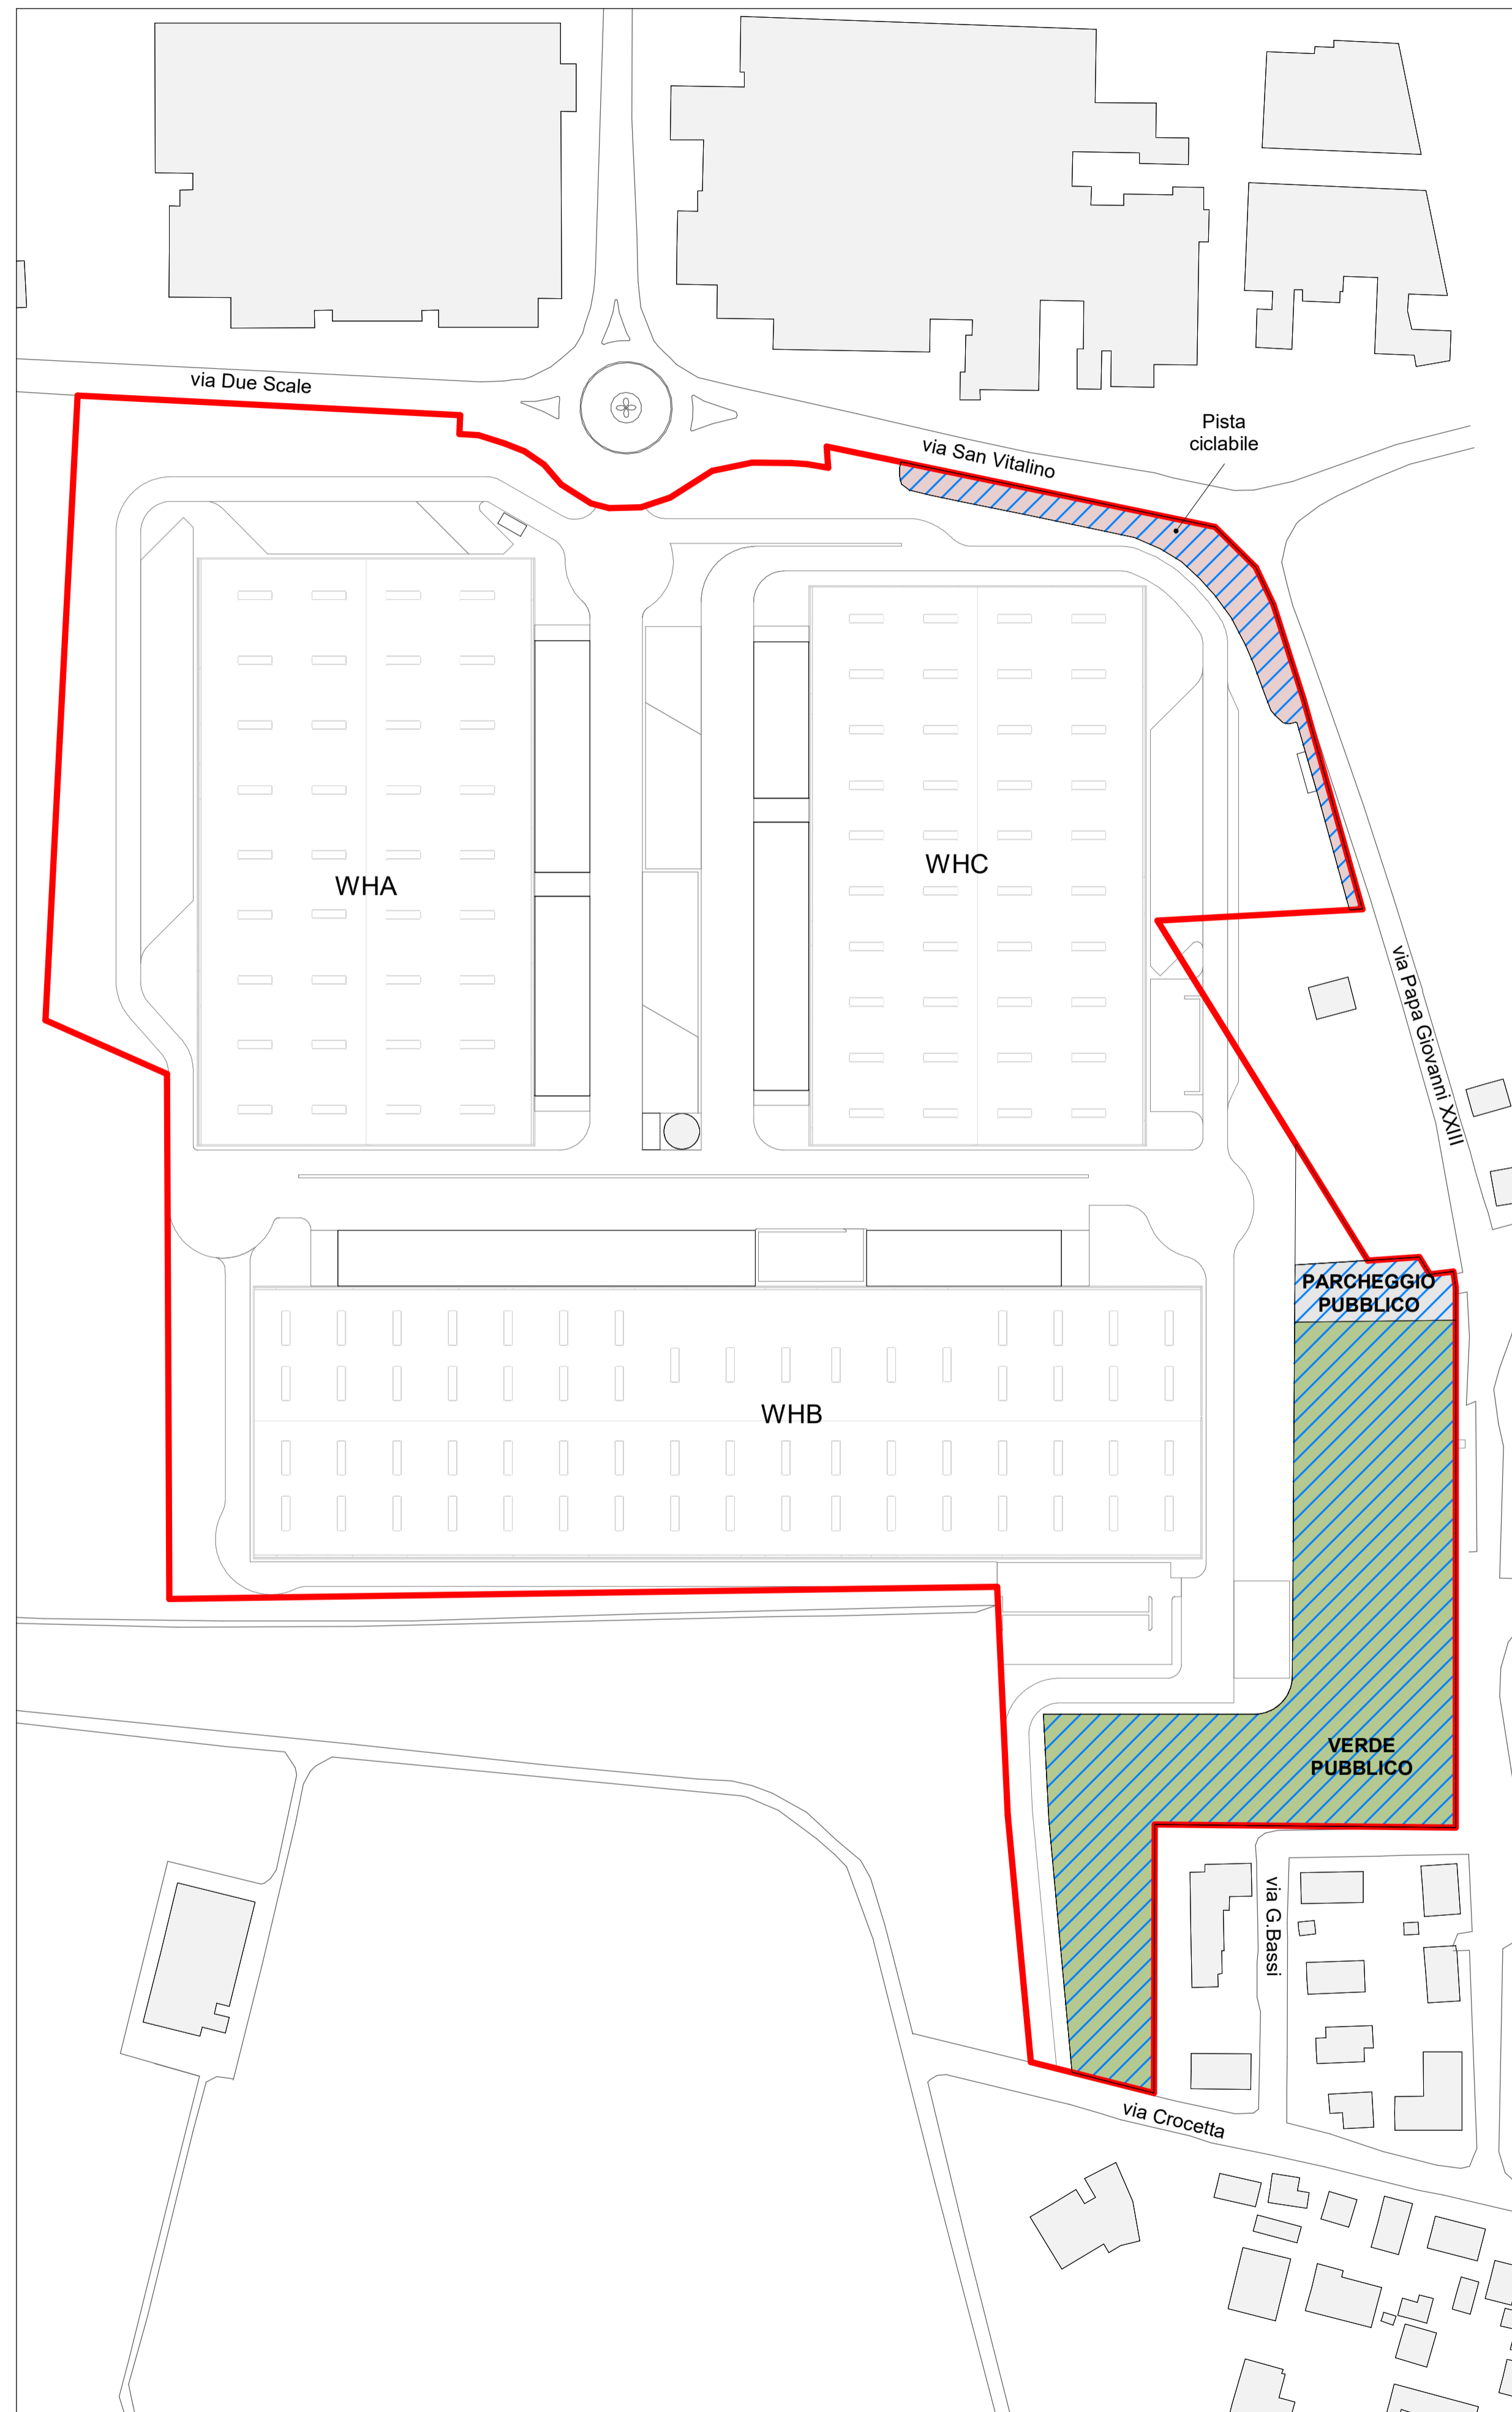 via Due Scale
Pista
ciclabile
via San Vitalino
WHA
WHC
via Papa Giovanni XXIII
PARCHEGGIO
PUBBLICO
WHB
VERDE
PUBBLICO
via G.Bassi
via Crocetta